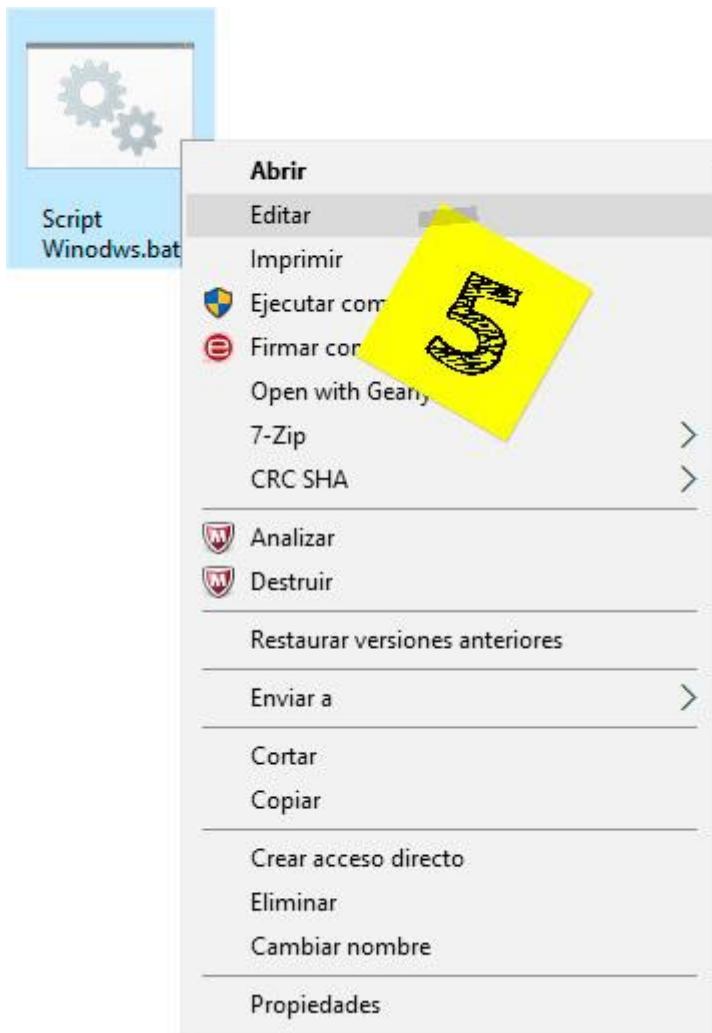 Script
Winodws.bat
Abrir
Editar
Imprimir
Ejecutar com
Firmar con
Open with Geany
7-Zip
CRC SHA
Analizar
Destruir
Restaurar versiones anteriores
Enviar a
Cortar
Copiar
Crear acceso directo
Eliminar
Cambiar nombre
Propiedades
5